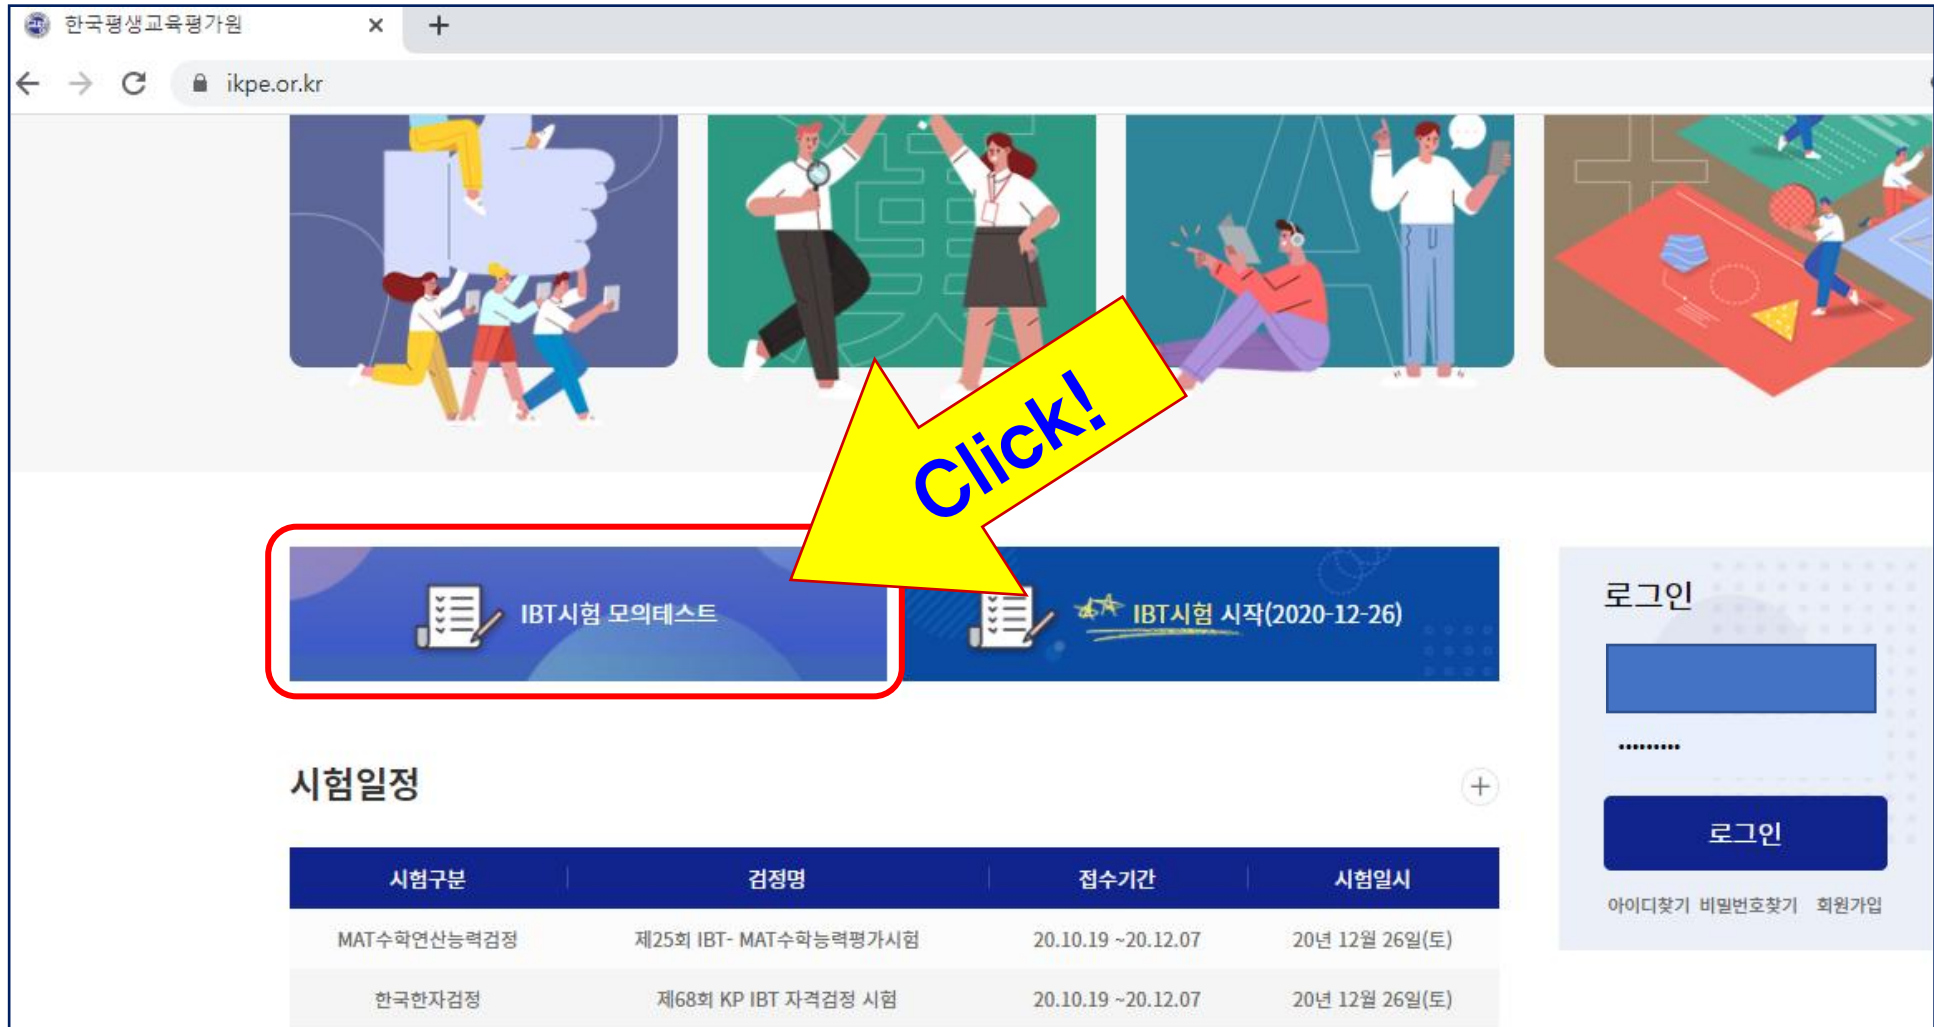 한국평생교육평가원
ikpe.or.kr
Click!
IBT시험 모의테스트
IBT시험 시작(2020-12-26)
로그인
•••••••••
로그인
아이디찾기 비밀번호찾기 회원가입
시험일정
시험구분 검정명 접수기간 시험일시
MAT수학연산능력검정 제25회 IBT- MAT수학능력평가시험 20.10.19 ~20.12.07 20년 12월 26일(토)
한국한자검정 제68회 KP IBT 자격검정 시험 20.10.19 ~20.12.07 20년 12월 26일(토)